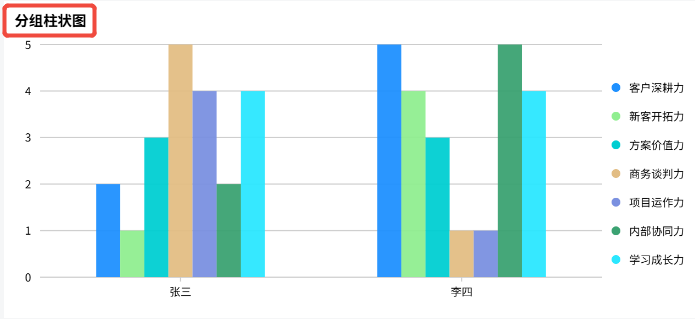 分组柱状图
5
4
3
2
1
0
张三
李四
客户深耕力
新客开拓力
方案价值力
商务谈判力
项目运作力
内部协同力
学习成长力